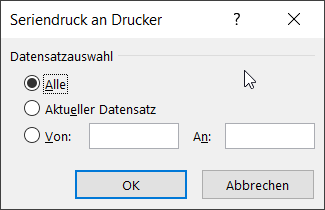 Seriendruck an Drucker ? ×
Datensatzauswahl
Alle
Aktueller Datensatz
Von: An:
OK Abbrechen